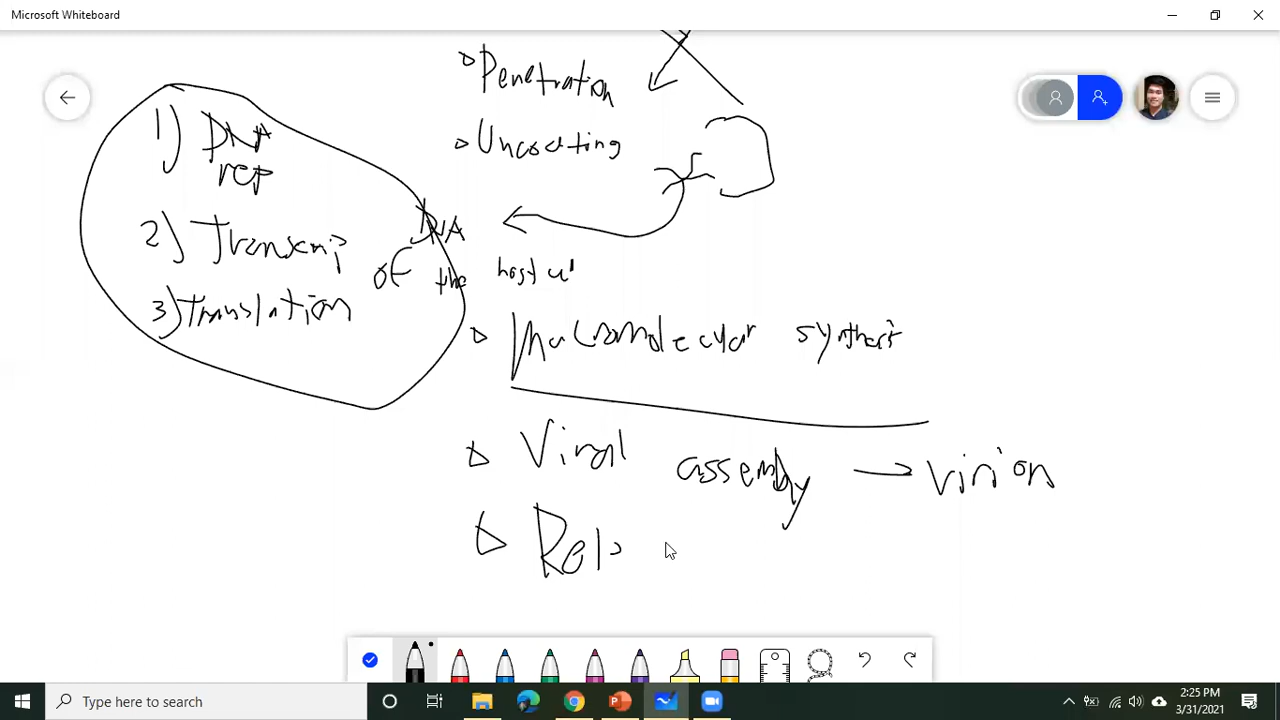 Microsoft Whiteboard
Penetration
Uncoating
1) DNA
rep
2) Transcrip
3) Translation
DNA
of the host
Macromolecular synthesis
Viral assembly → virion
Rel
Type here to search
2:25 PM
3/31/2021